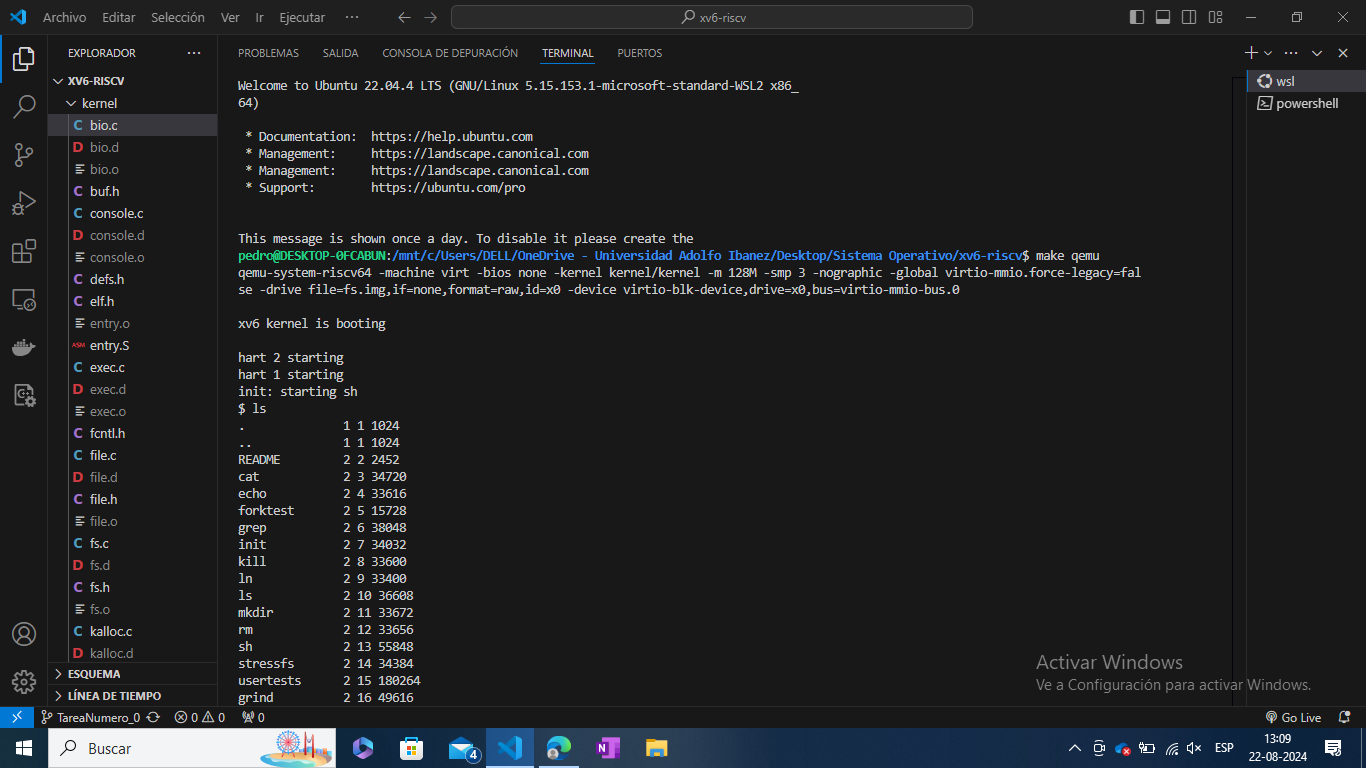 Archivo Editar Selección Ver Ir Ejecutar ··· xv6-riscv
EXPLORADOR ···
XV6-RISCV
kernel
C bio.c
D bio.d
bio.o
C buf.h
C console.c
D console.d
console.o
C defs.h
C elf.h
entry.o
ASM entry.S
C exec.c
D exec.d
exec.o
C fcntl.h
C file.c
D file.d
C file.h
file.o
C fs.c
D fs.d
C fs.h
fs.o
C kalloc.c
D kalloc.d
ESQUEMA
LÍNEA DE TIEMPO
PROBLEMAS SALIDA CONSOLA DE DEPURACIÓN TERMINAL PUERTOS
wsl
powershell
Welcome to Ubuntu 22.04.4 LTS (GNU/Linux 5.15.153.1-microsoft-standard-WSL2 x86_
64)
* Documentation: https://help.ubuntu.com
* Management: https://landscape.canonical.com
* Management: https://landscape.canonical.com
* Support: https://ubuntu.com/pro
This message is shown once a day. To disable it please create the
pedro@DESKTOP-0FCABUN:/mnt/c/Users/DELL/OneDrive - Universidad Adolfo Ibanez/Desktop/Sistema Operativo/xv6-riscv$ make qemu
qemu-system-riscv64 -machine virt -bios none -kernel kernel/kernel -m 128M -smp 3 -nographic -global virtio-mmio.force-legacy=fal
se -drive file=fs.img,if=none,format=raw,id=x0 -device virtio-blk-device,drive=x0,bus=virtio-mmio-bus.0
xv6 kernel is booting
hart 2 starting
hart 1 starting
init: starting sh
$ ls
. 1 1 1024
.. 1 1 1024
README 2 2 2452
cat 2 3 34720
echo 2 4 33616
forktest 2 5 15728
grep 2 6 38048
init 2 7 34032
kill 2 8 33600
ln 2 9 33400
ls 2 10 36608
mkdir 2 11 33672
rm 2 12 33656
sh 2 13 55848
stressfs 2 14 34384
usertests 2 15 180264
grind 2 16 49616
Activar Windows
Ve a Configuración para activar Windows.
TareaNumero_0 0 0 0 Go Live
Buscar 4 N ESP 13:09
22-08-2024